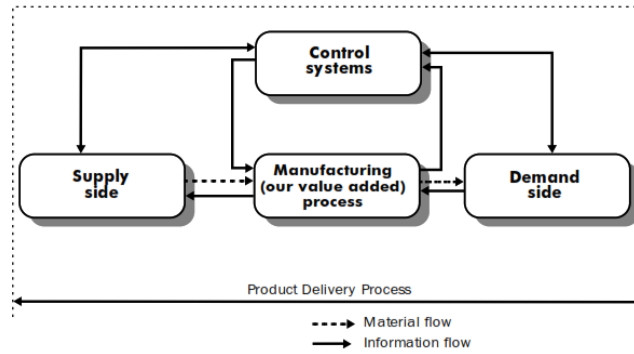 Control
systems
Supply
side
Manufacturing
(our value added)
process
Demand
side
Product Delivery Process
Material flow
Information flow